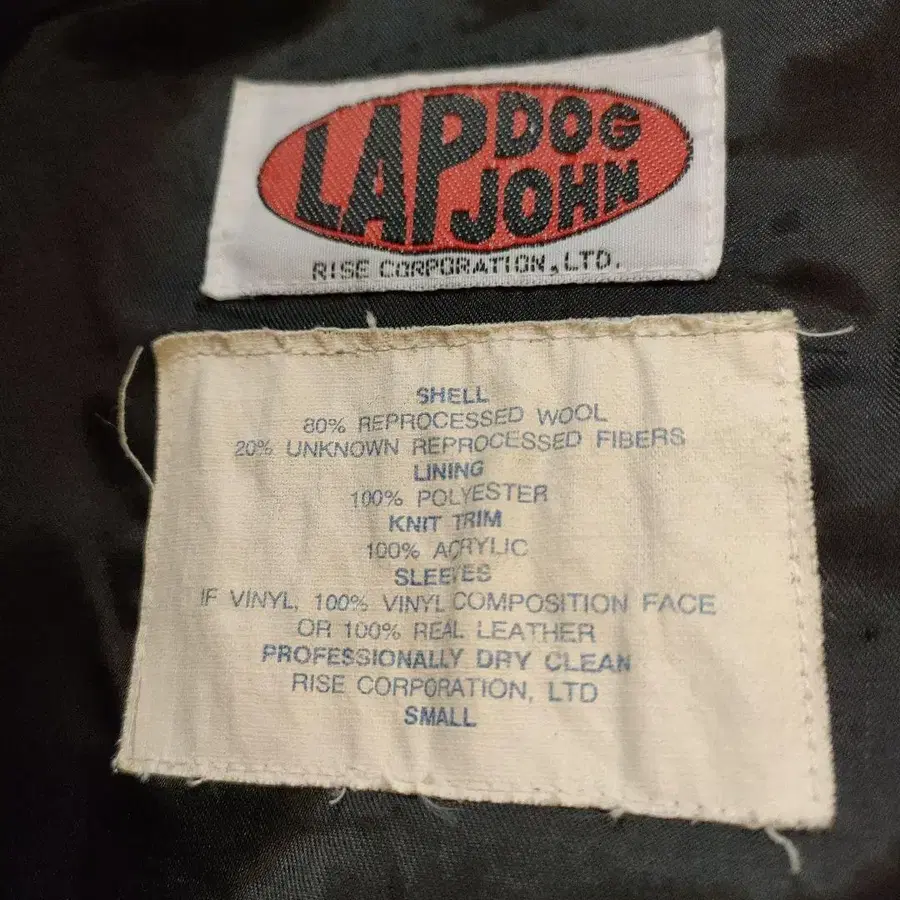 LAP DOG JOHN
RISE CORPORATION, LTD.
SHELL
80% REPROCESSED WOOL
20% UNKNOWN REPROCESSED FIBERS
LINING
100% POLYESTER
KNIT TRIM
100% ACRYLIC
SLEEVES
IF VINYL, 100% VINYL COMPOSITION FACE
OR 100% REAL LEATHER
PROFESSIONALLY DRY CLEAN
RISE CORPORATION, LTD
SMALL